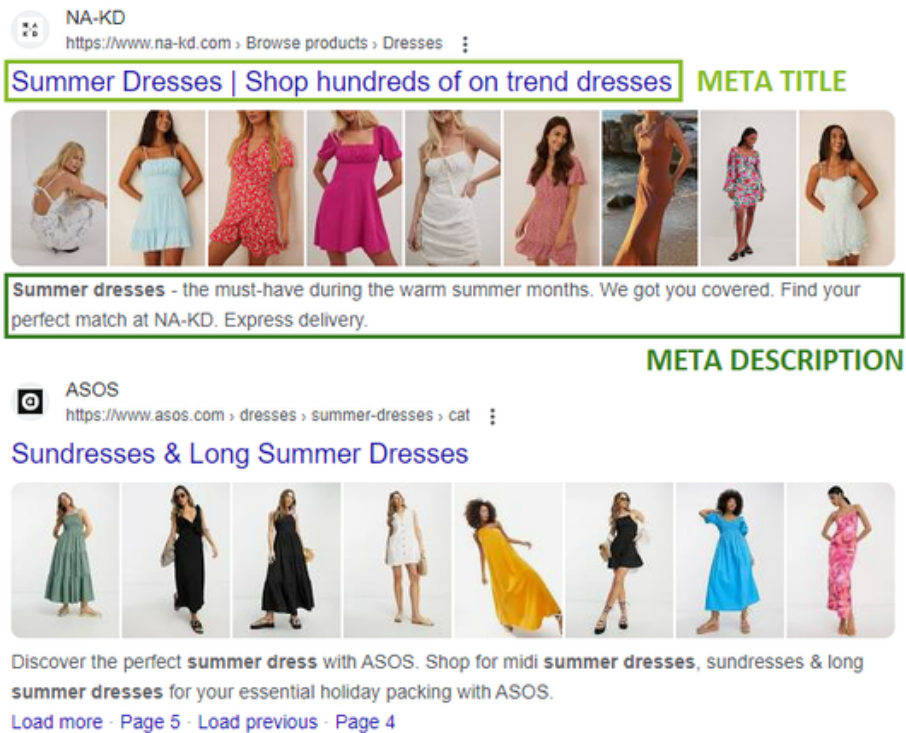 NA-KD
https://www.na-kd.com › Browse products › Dresses
Summer Dresses | Shop hundreds of on trend dresses
META TITLE
Summer dresses - the must-have during the warm summer months. We got you covered. Find your
perfect match at NA-KD. Express delivery.
META DESCRIPTION
ASOS
https://www.asos.com › dresses › summer-dresses › cat
Sundresses & Long Summer Dresses
Discover the perfect summer dress with ASOS. Shop for midi summer dresses, sundresses & long
summer dresses for your essential holiday packing with ASOS.
Load more · Page 5 · Load previous · Page 4